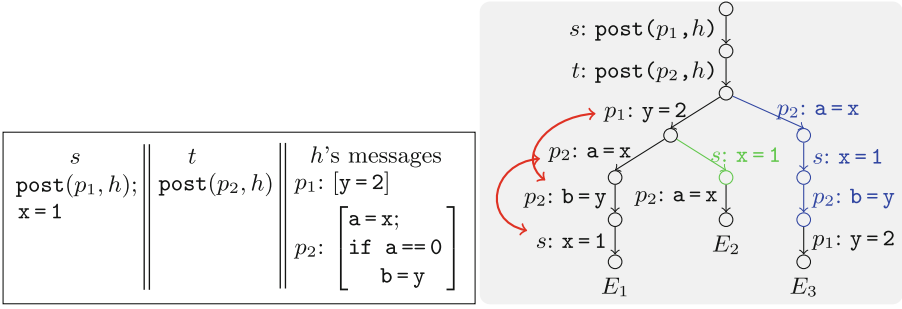 s t h's messages
post(p₁,h); post(p₂,h) p₁: [y=2]
x=1
p₂: a=x;
if a==0
b=y
s: post(p₁,h)
t: post(p₂,h)
p₁: y=2 p₂: a=x
p₂: a=x s: x=1 s: x=1
p₂: b=y p₂: a=x p₂: b=y
s: x=1 E₂ p₁: y=2
E₁ E₃